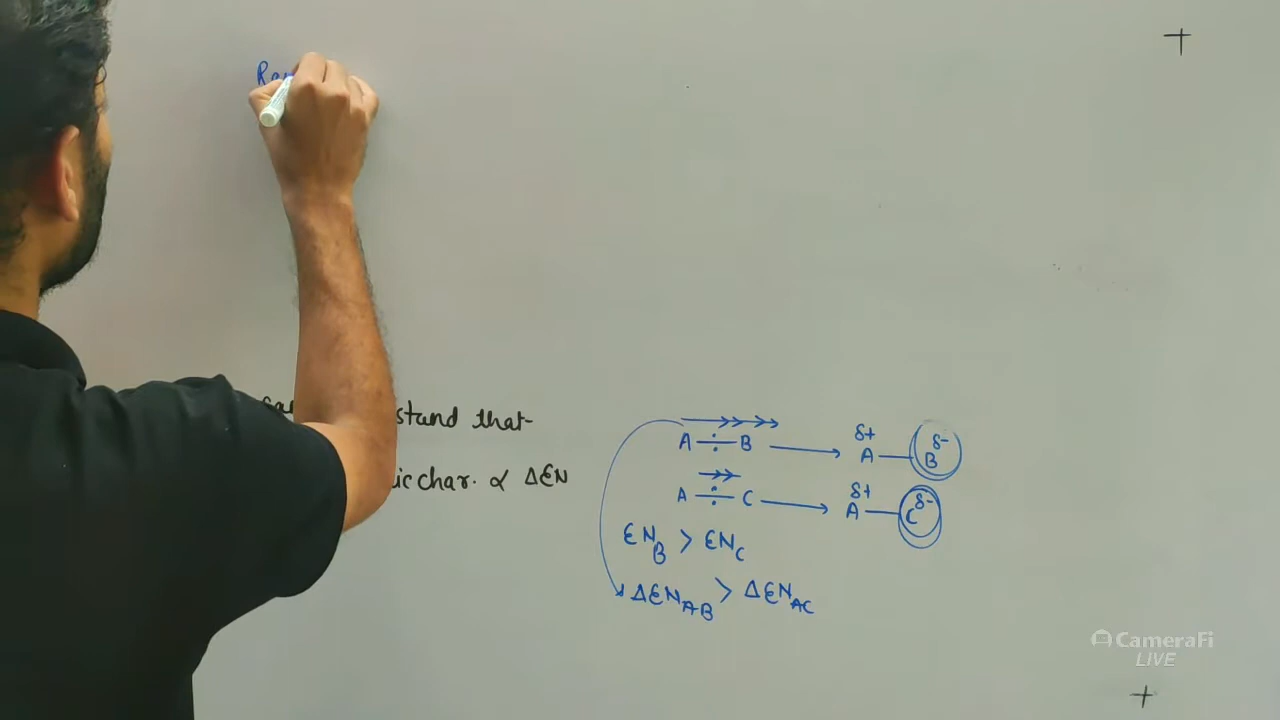 stand that
ic char. ∝ ΔEN
A ÷ B → δ+ A — δ- B
A ÷ C → δ+ A — δ- C
EN_B > EN_C
ΔEN_AB > ΔEN_AC
CameraFi
LIVE